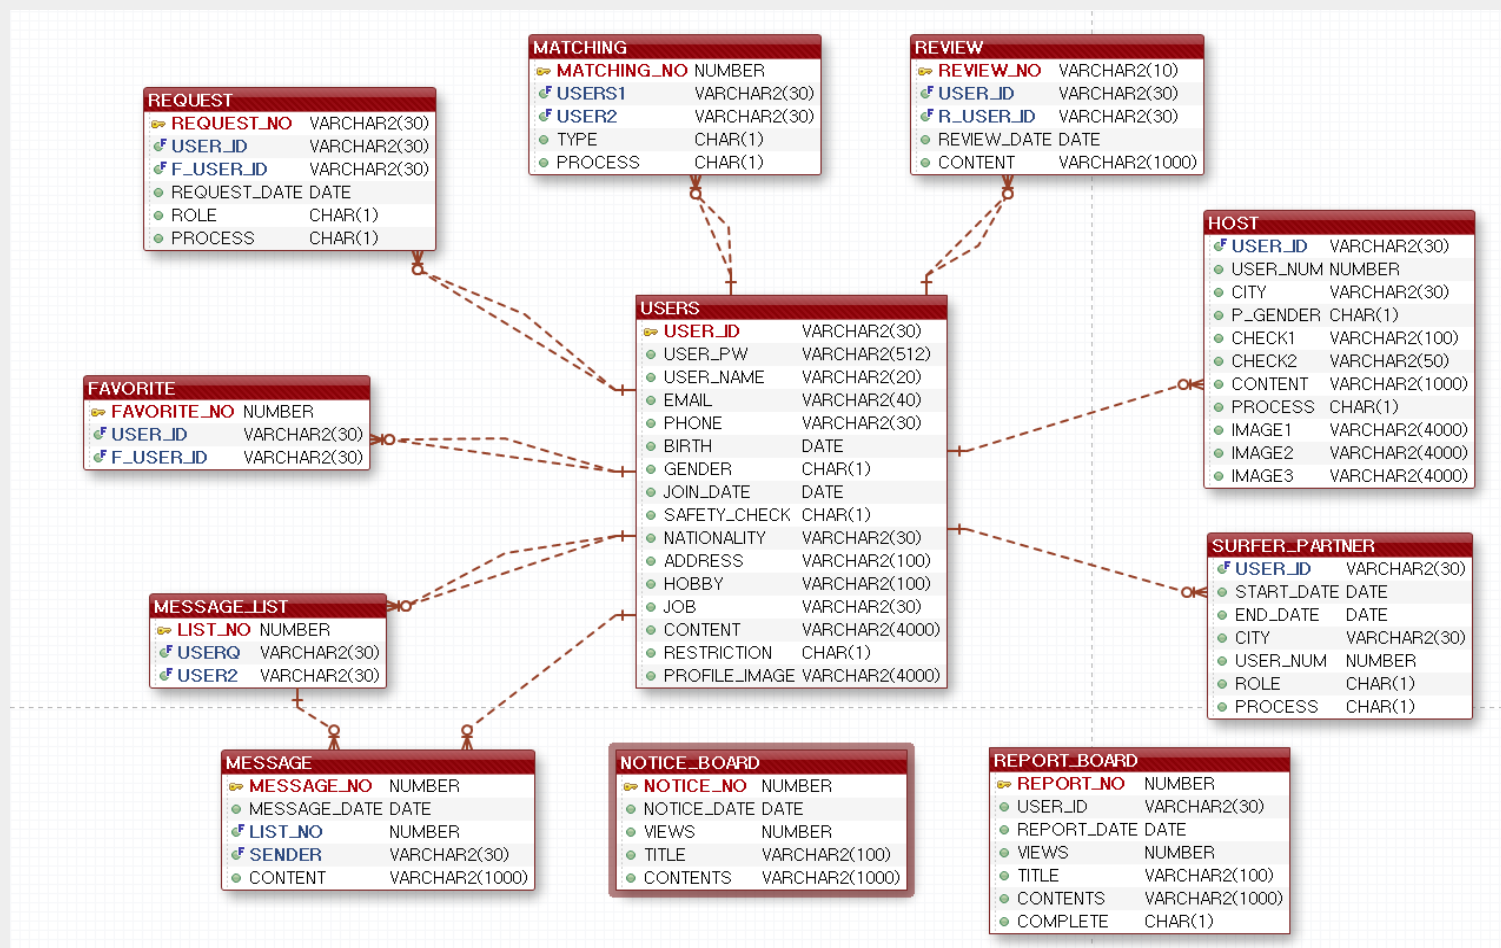 MATCHING
MATCHING_NO NUMBER
USERS1 VARCHAR2(30)
USER2 VARCHAR2(30)
TYPE CHAR(1)
PROCESS CHAR(1)
REVIEW
REVIEW_NO VARCHAR2(10)
USER_ID VARCHAR2(30)
R_USER_ID VARCHAR2(30)
REVIEW_DATE DATE
CONTENT VARCHAR2(1000)
REQUEST
REQUEST_NO VARCHAR2(30)
USER_ID VARCHAR2(30)
F_USER_ID VARCHAR2(30)
REQUEST_DATE DATE
ROLE CHAR(1)
PROCESS CHAR(1)
HOST
USER_ID VARCHAR2(30)
USER_NUM NUMBER
CITY VARCHAR2(30)
P_GENDER CHAR(1)
CHECK1 VARCHAR2(100)
CHECK2 VARCHAR2(50)
CONTENT VARCHAR2(1000)
PROCESS CHAR(1)
IMAGE1 VARCHAR2(4000)
IMAGE2 VARCHAR2(4000)
IMAGE3 VARCHAR2(4000)
USERS
USER_ID VARCHAR2(30)
USER_PW VARCHAR2(512)
USER_NAME VARCHAR2(20)
EMAIL VARCHAR2(40)
PHONE VARCHAR2(30)
BIRTH DATE
GENDER CHAR(1)
JOIN_DATE DATE
SAFETY_CHECK CHAR(1)
NATIONALITY VARCHAR2(30)
ADDRESS VARCHAR2(100)
HOBBY VARCHAR2(100)
JOB VARCHAR2(30)
CONTENT VARCHAR2(4000)
RESTRICTION CHAR(1)
PROFILE_IMAGE VARCHAR2(4000)
FAVORITE
FAVORITE_NO NUMBER
USER_ID VARCHAR2(30)
F_USER_ID VARCHAR2(30)
SURFER_PARTNER
USER_ID VARCHAR2(30)
START_DATE DATE
END_DATE DATE
CITY VARCHAR2(30)
USER_NUM NUMBER
ROLE CHAR(1)
PROCESS CHAR(1)
MESSAGE_LIST
LIST_NO NUMBER
USERQ VARCHAR2(30)
USER2 VARCHAR2(30)
MESSAGE
MESSAGE_NO NUMBER
MESSAGE_DATE DATE
LIST_NO NUMBER
SENDER VARCHAR2(30)
CONTENT VARCHAR2(1000)
NOTICE_BOARD
NOTICE_NO NUMBER
NOTICE_DATE DATE
VIEWS NUMBER
TITLE VARCHAR2(100)
CONTENTS VARCHAR2(1000)
REPORT_BOARD
REPORT_NO NUMBER
USER_ID VARCHAR2(30)
REPORT_DATE DATE
VIEWS NUMBER
TITLE VARCHAR2(100)
CONTENTS VARCHAR2(1000)
COMPLETE CHAR(1)